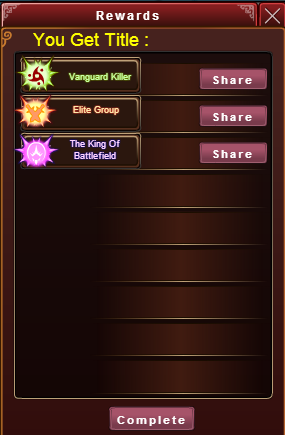 Rewards
You Get Title :
Vanguard Killer
Share
Elite Group
Share
The King Of
Battlefield
Share
Complete